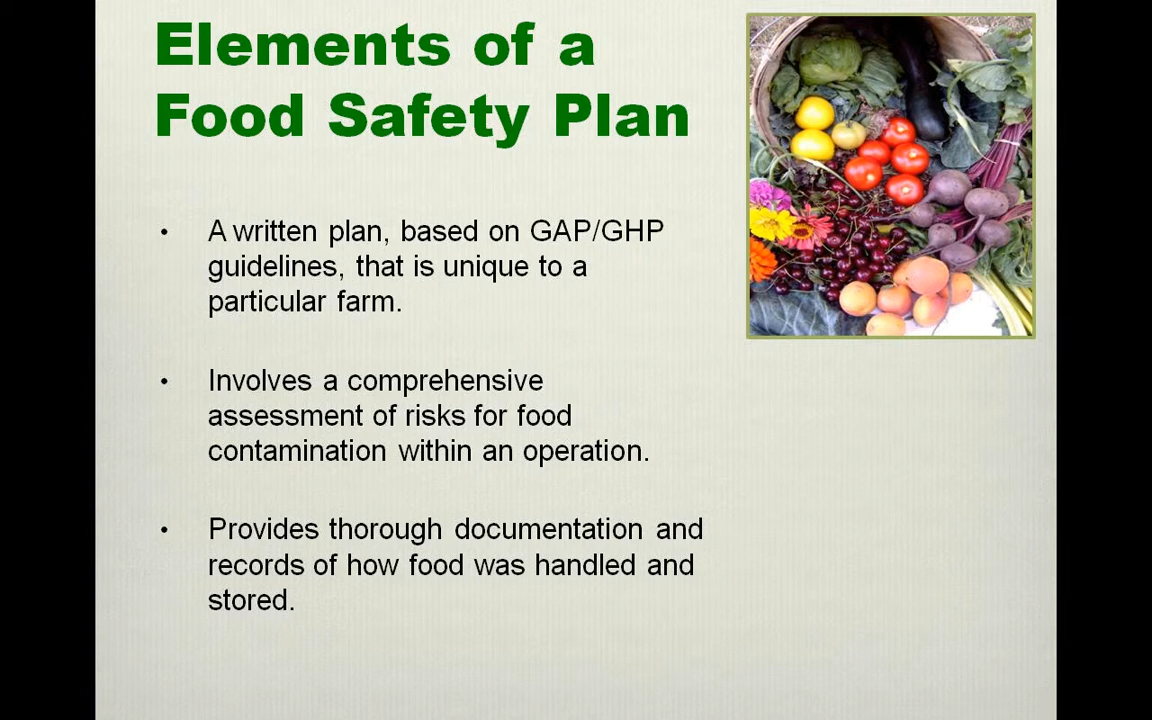 Elements of a
Food Safety Plan
• A written plan, based on GAP/GHP
guidelines, that is unique to a
particular farm.
• Involves a comprehensive
assessment of risks for food
contamination within an operation.
• Provides thorough documentation and
records of how food was handled and
stored.